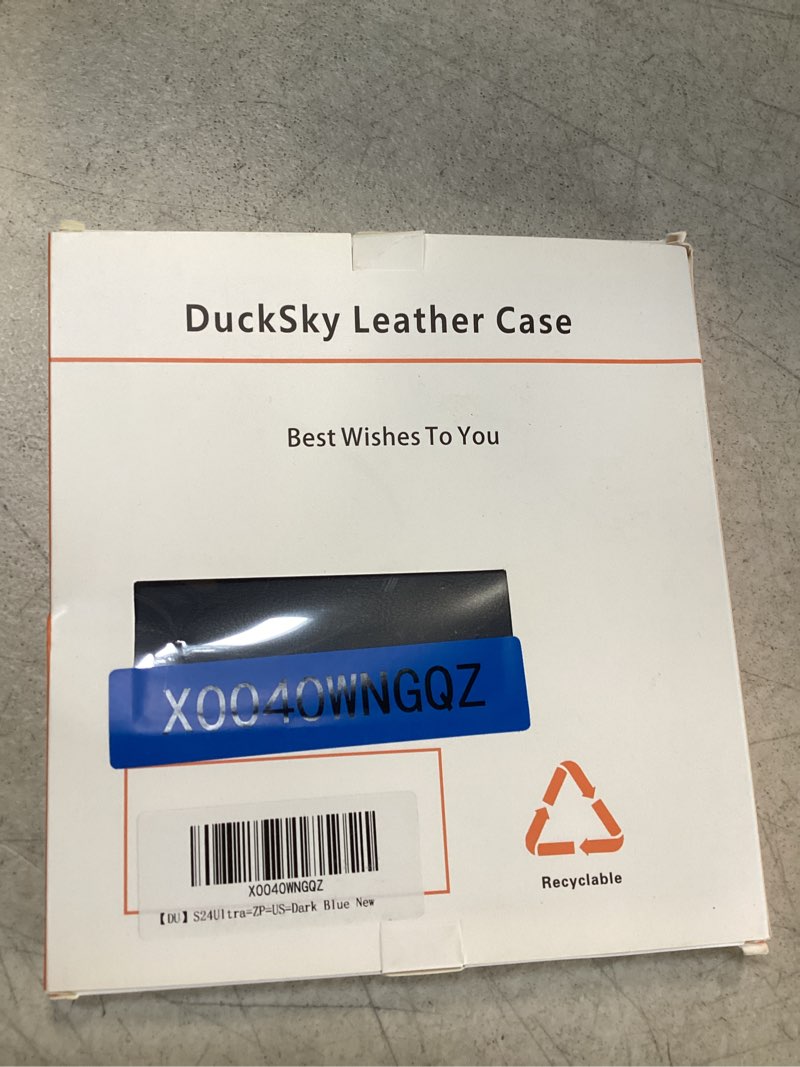 DuckSky Leather Case
Best Wishes To You
X0040WNGQZ
X0040WNGQZ
【DU】S24Ultra=ZP=US=Dark Blue New
Recyclable